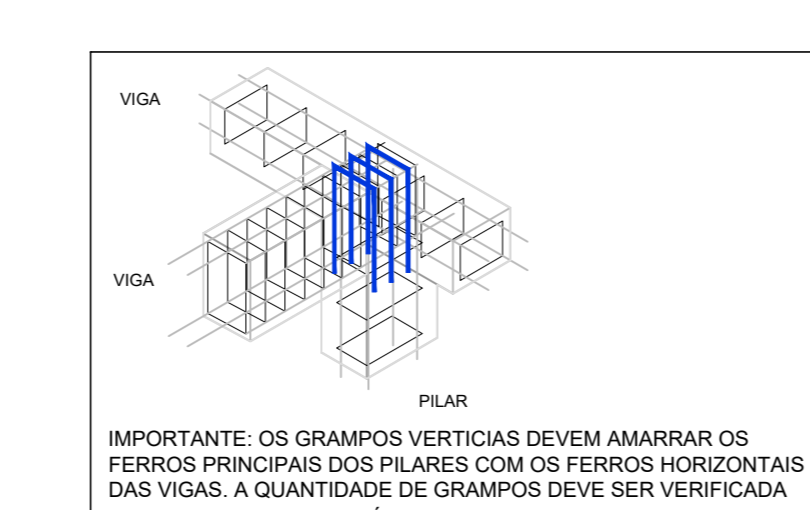 VIGA
VIGA
PILAR
IMPORTANTE: OS GRAMPOS VERTICIAS DEVEM AMARRAR OS
FERROS PRINCIPAIS DOS PILARES COM OS FERROS HORIZONTAIS
DAS VIGAS. A QUANTIDADE DE GRAMPOS DEVE SER VERIFICADA